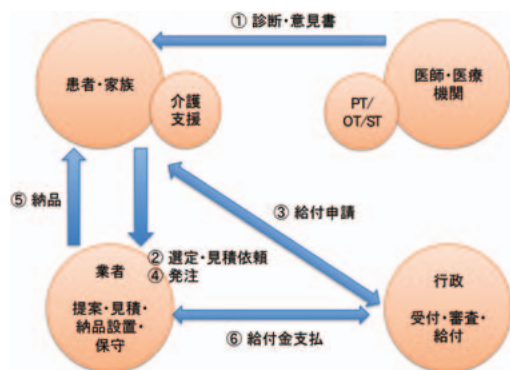 ① 診断・意見書
患者・家族
介護
支援
PT/
OT/ST
医師・医療
機関
⑤ 納品
③ 給付申請
② 選定・見積依頼
④ 発注
業者
提案・見積・
納品設置・
保守
行政
受付・審査・
給付
⑥ 給付金支払